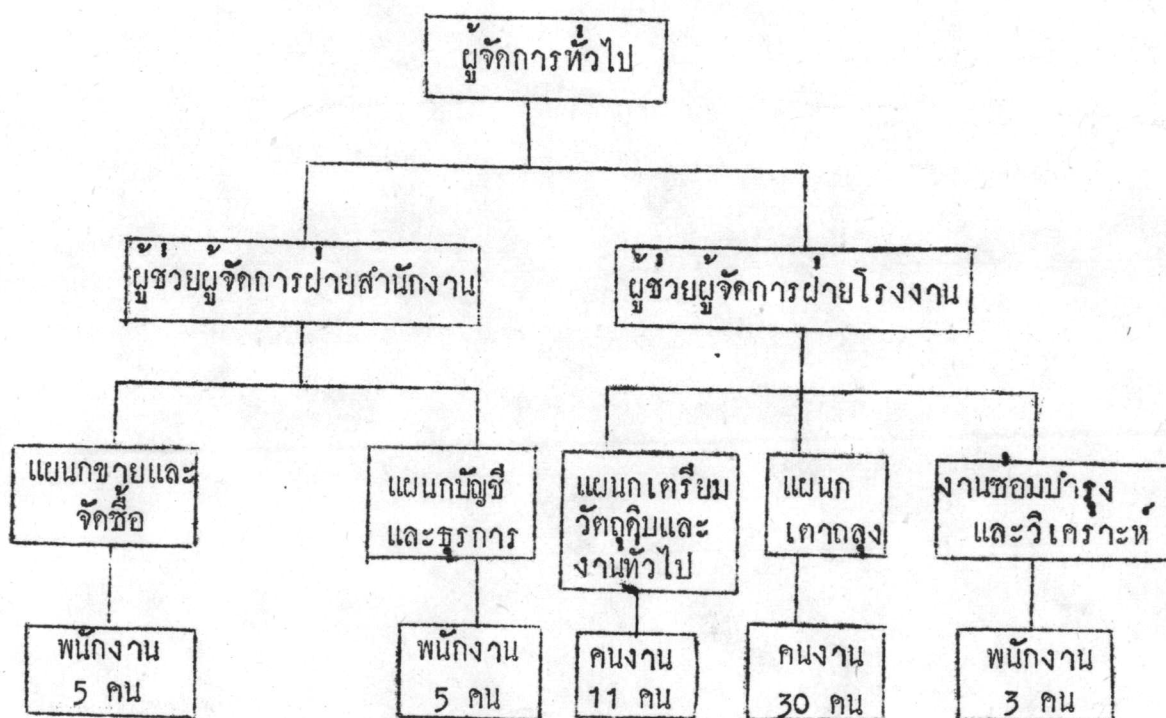 ผู้จัดการทั่วไป
ผู้ช่วยผู้จัดการฝ่ายสำนักงาน
ผู้ช่วยผู้จัดการฝ่ายโรงงาน
แผนกขายและ
จัดซื้อ
แผนกบัญชี
และธุรการ
แผนกเตรียม
วัตถุดิบและ
งานทั่วไป
แผนก
เตาถลุง
งานซ่อมบำรุง
และวิเคราะห์
พนักงาน
5 คน
พนักงาน
5 คน
คนงาน
11 คน
คนงาน
30 คน
พนักงาน
3 คน